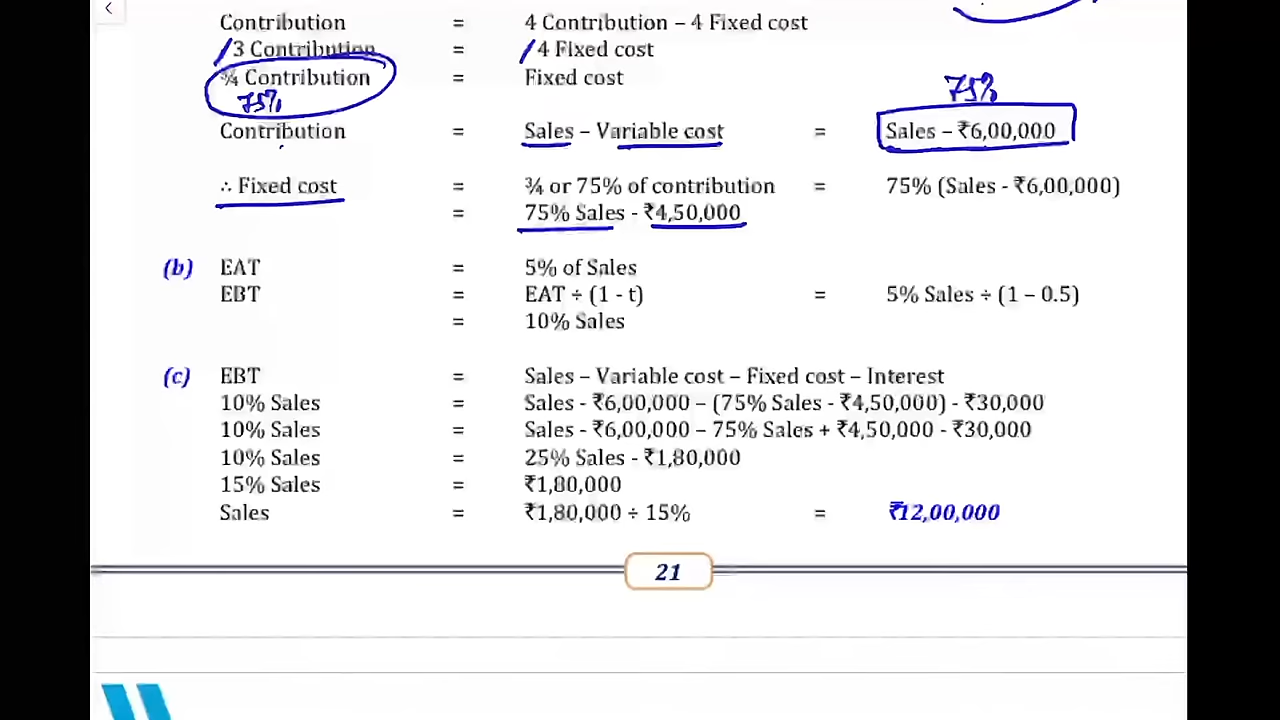 Contribution = 4 Contribution – 4 Fixed cost
3 Contribution = 4 Fixed cost
¾ Contribution = Fixed cost
75% 75%
Contribution = Sales – Variable cost = Sales – ₹6,00,000
∴ Fixed cost = ¾ or 75% of contribution = 75% (Sales - ₹6,00,000)
= 75% Sales - ₹4,50,000
(b) EAT = 5% of Sales
EBT = EAT ÷ (1 - t) = 5% Sales ÷ (1 – 0.5)
= 10% Sales
(c) EBT = Sales – Variable cost – Fixed cost – Interest
10% Sales = Sales - ₹6,00,000 – (75% Sales - ₹4,50,000) - ₹30,000
10% Sales = Sales - ₹6,00,000 – 75% Sales + ₹4,50,000 - ₹30,000
10% Sales = 25% Sales - ₹1,80,000
15% Sales = ₹1,80,000
Sales = ₹1,80,000 ÷ 15% = ₹12,00,000
21